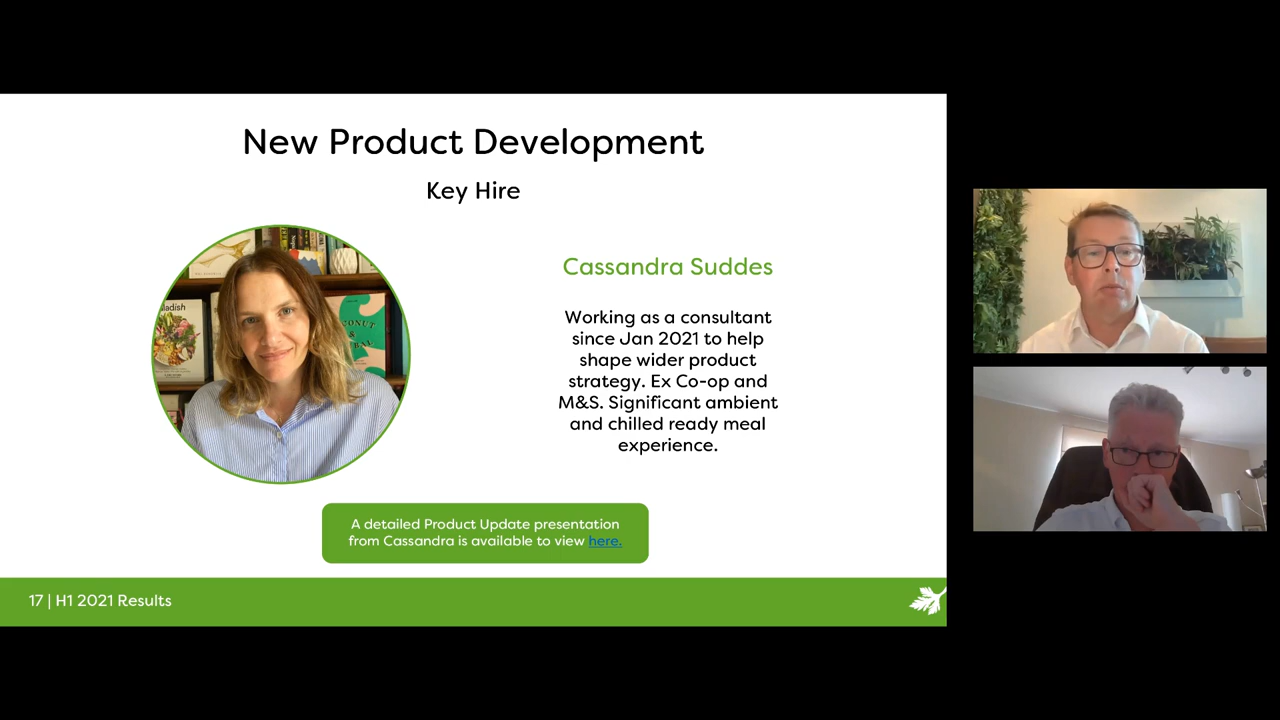 New Product Development
Key Hire
Cassandra Suddes
Working as a consultant
since Jan 2021 to help
shape wider product
strategy. Ex Co-op and
M&S. Significant ambient
and chilled ready meal
experience.
A detailed Product Update presentation
from Cassandra is available to view here.
17 | H1 2021 Results